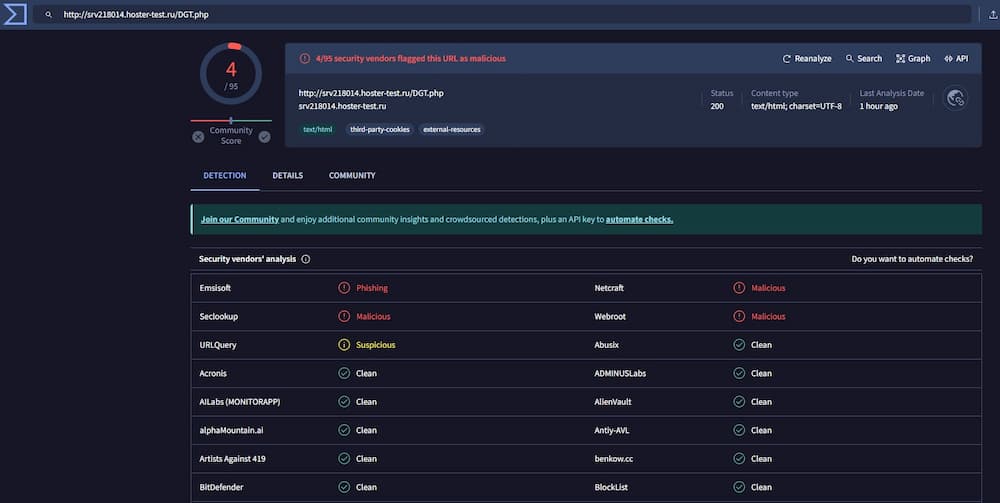 http://srv218014.hoster-test.ru/DGT.php
4
/ 95
Community
Score
4/95 security vendors flagged this URL as malicious
Reanalyze Search Graph API
http://srv218014.hoster-test.ru/DGT.php
srv218014.hoster-test.ru
Status
200
Content type
text/html; charset=UTF-8
Last Analysis Date
1 hour ago
text/html third-party-cookies external-resources
DETECTION DETAILS COMMUNITY
Join our Community and enjoy additional community insights and crowdsourced detections, plus an API key to automate checks.
Security vendors' analysis Do you want to automate checks?
Emsisoft Phishing Netcraft Malicious
Seclookup Malicious Webroot Malicious
URLQuery Suspicious Abusix Clean
Acronis Clean ADMINUSLabs Clean
AILabs (MONITORAPP) Clean AlienVault Clean
alphaMountain.ai Clean Antiy-AVL Clean
Artists Against 419 Clean benkow.cc Clean
BitDefender Clean BlockList Clean